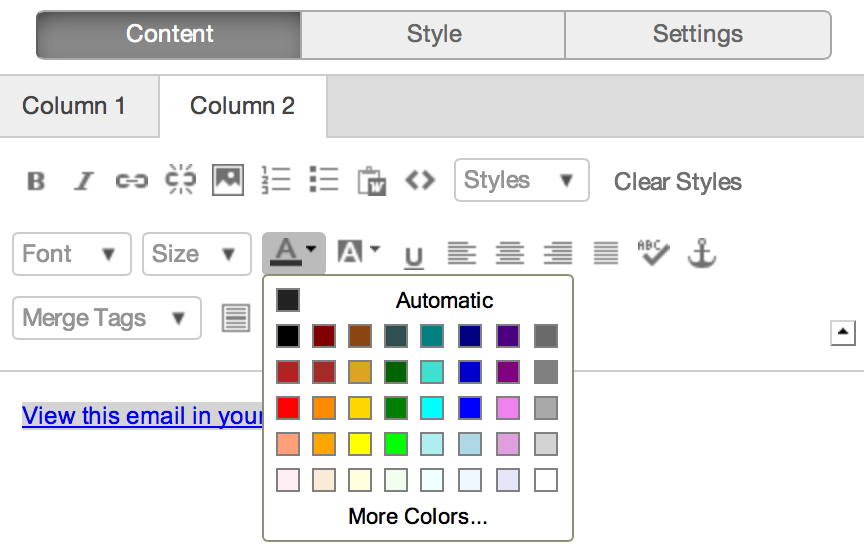 Content Style Settings
Column 1 Column 2
B I Styles Clear Styles
Font Size A A U ABC
Automatic
Merge Tags
View this email in your
More Colors...